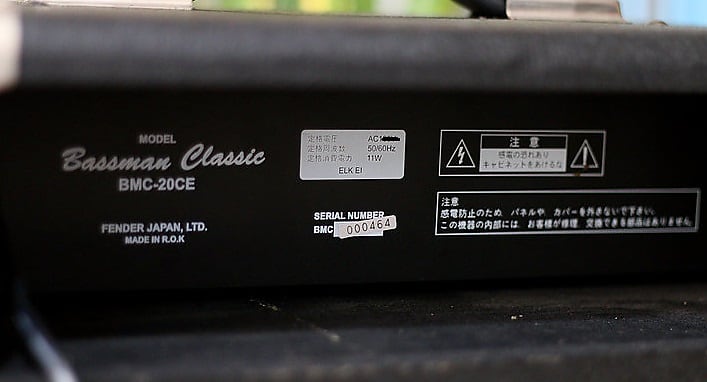 MODEL
Bassman Classic
BMC-20CE
FENDER JAPAN, LTD.
MADE IN R.O.K
定格電圧 AC1
定格周波数 50/60Hz
定格消費電力 11W
ELK EI
SERIAL NUMBER
BMC 000464
注意
感電の恐れあり
キャビネットをあけるな
注意
感電防止のため、パネルや、カバーを外さないで下さい。
この機器の内部には、お客様が修理、交換できる部品はありません。